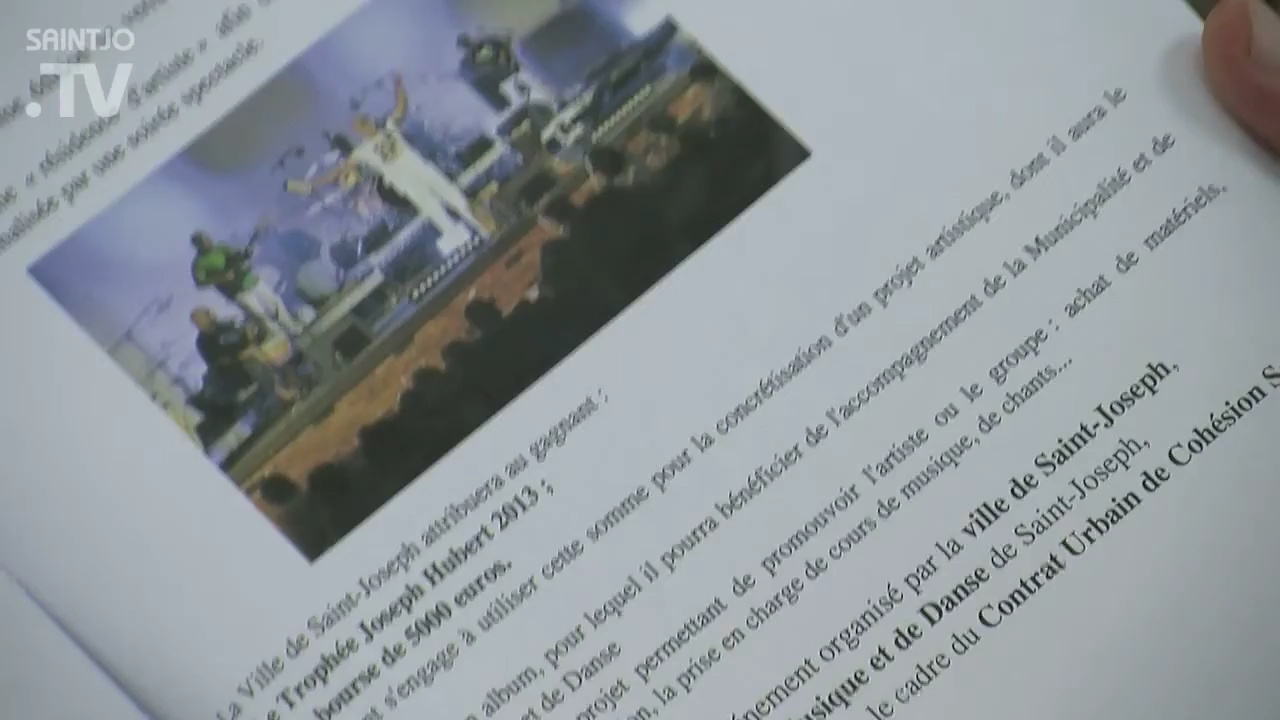 SAINTJO
.TV
« résidence d'artiste » afin
par une soirée spectacle.
La Ville de Saint-Joseph attribuera au gagnant :
Trophée Joseph Hubert 2013 ;
bourse de 5000 euros.
s'engage à utiliser cette somme pour la concrétisation d'un projet artistique, dont il aura le
album, pour lequel il pourra bénéficier de l'accompagnement de la Municipalité et de
et de Danse
projet permettant de promouvoir l'artiste ou le groupe : achat de matériels,
la prise en charge de cours de musique, de chants...
organisé par la ville de Saint-Joseph,
et de Danse de Saint-Joseph,
le cadre du Contrat Urbain de Cohésion S